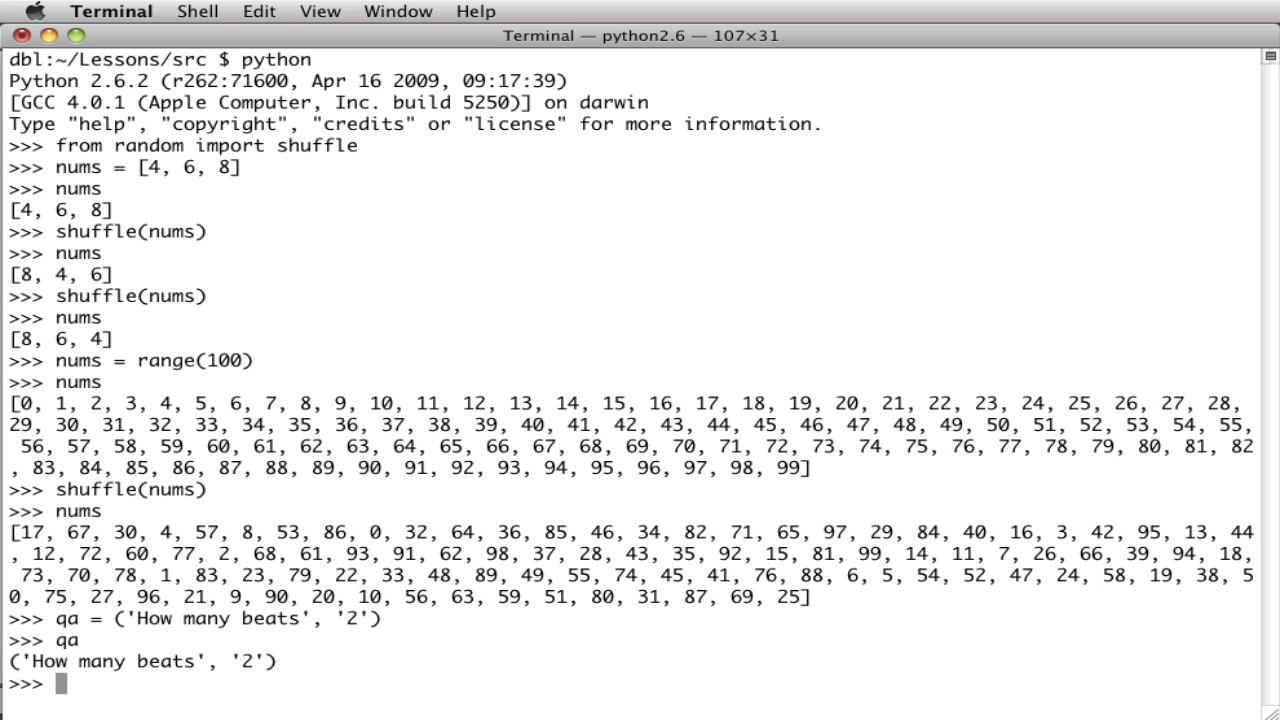 Terminal Shell Edit View Window Help
Terminal — python2.6 — 107×31
dbl:~/Lessons/src $ python
Python 2.6.2 (r262:71600, Apr 16 2009, 09:17:39)
[GCC 4.0.1 (Apple Computer, Inc. build 5250)] on darwin
Type "help", "copyright", "credits" or "license" for more information.
>>> from random import shuffle
>>> nums = [4, 6, 8]
>>> nums
[4, 6, 8]
>>> shuffle(nums)
>>> nums
[8, 4, 6]
>>> shuffle(nums)
>>> nums
[8, 6, 4]
>>> nums = range(100)
>>> nums
[0, 1, 2, 3, 4, 5, 6, 7, 8, 9, 10, 11, 12, 13, 14, 15, 16, 17, 18, 19, 20, 21, 22, 23, 24, 25, 26, 27, 28,
29, 30, 31, 32, 33, 34, 35, 36, 37, 38, 39, 40, 41, 42, 43, 44, 45, 46, 47, 48, 49, 50, 51, 52, 53, 54, 55,
 56, 57, 58, 59, 60, 61, 62, 63, 64, 65, 66, 67, 68, 69, 70, 71, 72, 73, 74, 75, 76, 77, 78, 79, 80, 81, 82
, 83, 84, 85, 86, 87, 88, 89, 90, 91, 92, 93, 94, 95, 96, 97, 98, 99]
>>> shuffle(nums)
>>> nums
[17, 67, 30, 4, 57, 8, 53, 86, 0, 32, 64, 36, 85, 46, 34, 82, 71, 65, 97, 29, 84, 40, 16, 3, 42, 95, 13, 44
, 12, 72, 60, 77, 2, 68, 61, 93, 91, 62, 98, 37, 28, 43, 35, 92, 15, 81, 99, 14, 11, 7, 26, 66, 39, 94, 18,
 73, 70, 78, 1, 83, 23, 79, 22, 33, 48, 89, 49, 55, 74, 45, 41, 76, 88, 6, 5, 54, 52, 47, 24, 58, 19, 38, 5
0, 75, 27, 96, 21, 9, 90, 20, 10, 56, 63, 59, 51, 80, 31, 87, 69, 25]
>>> qa = ('How many beats', '2')
>>> qa
('How many beats', '2')
>>>